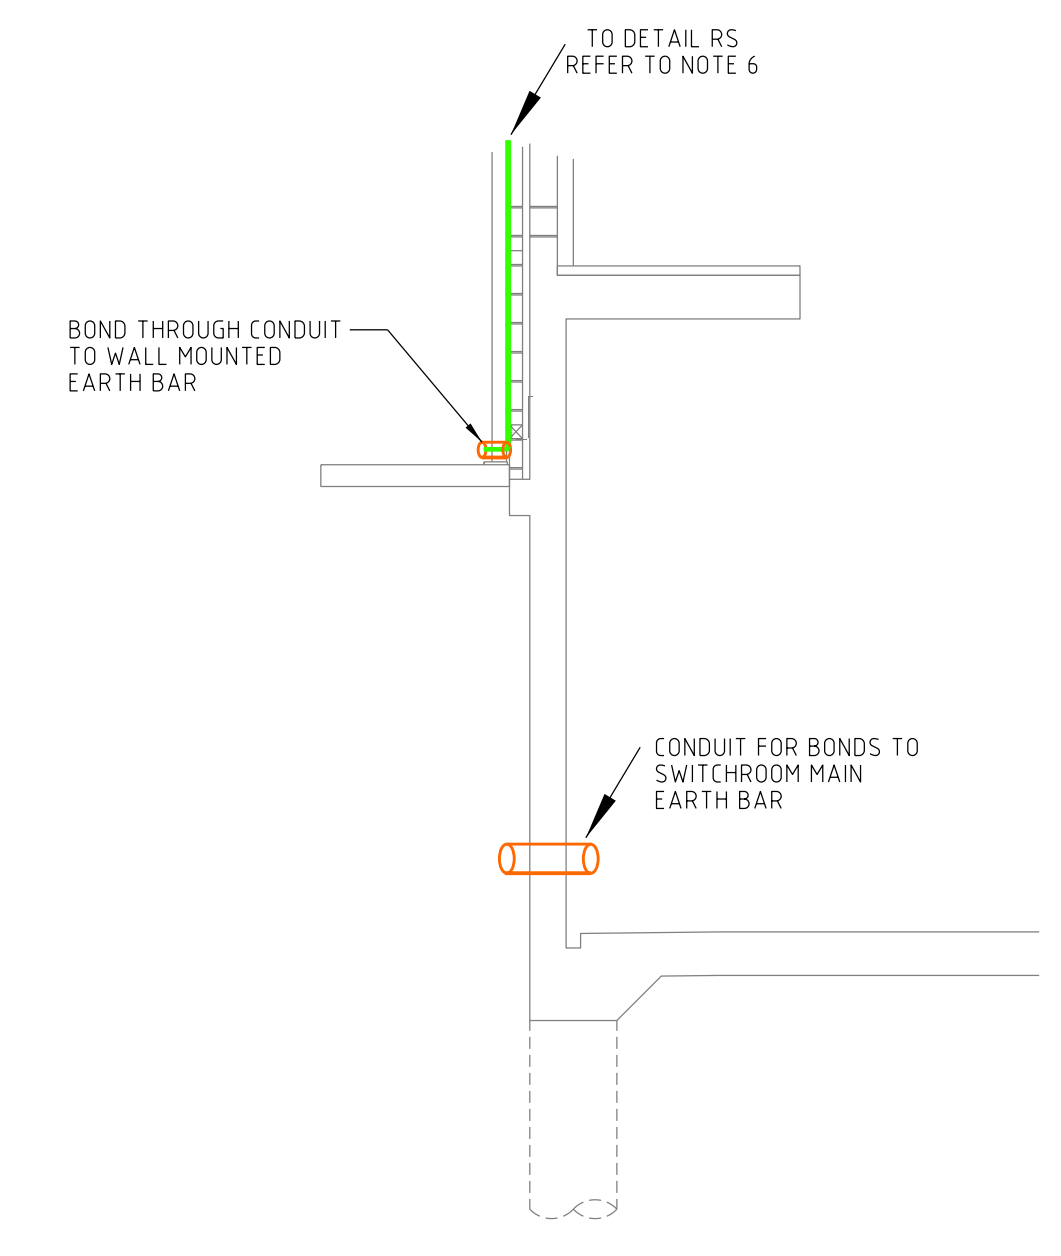 TO DETAIL RS
REFER TO NOTE 6
BOND THROUGH CONDUIT
TO WALL MOUNTED
EARTH BAR
CONDUIT FOR BONDS TO
SWITCHROOM MAIN
EARTH BAR